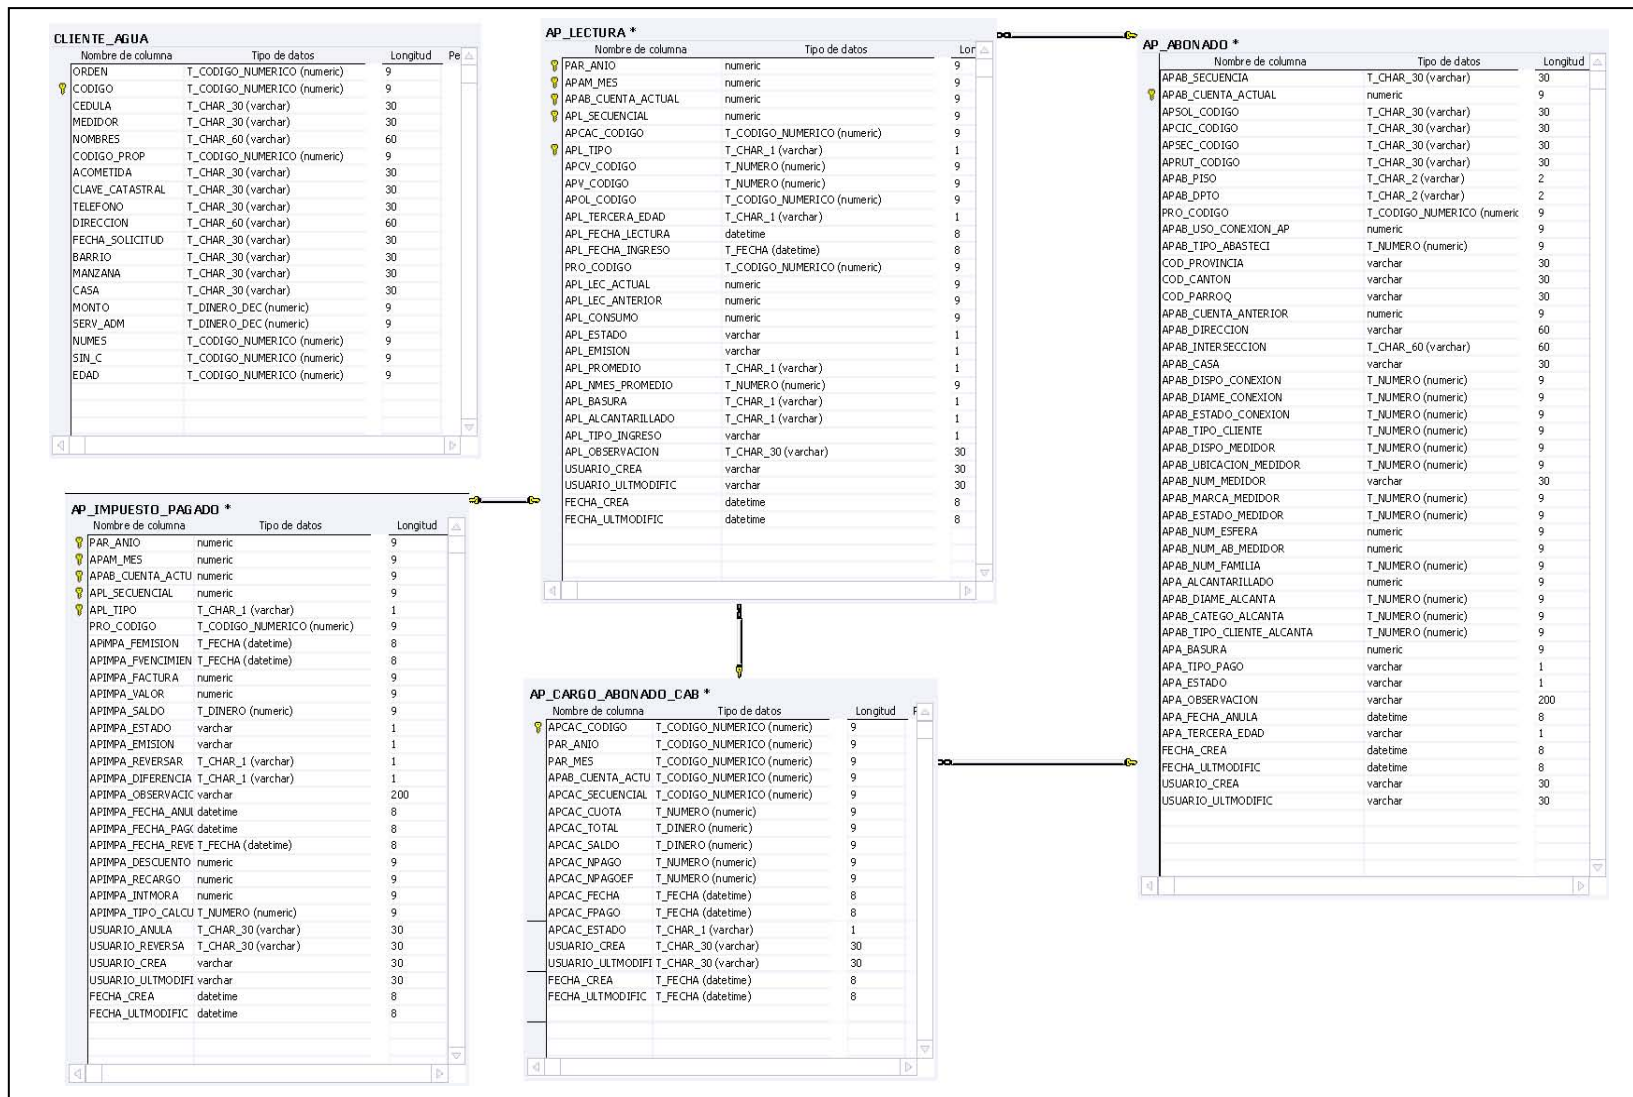 CLIENTE_AGUA
Nombre de columna Tipo de datos Longitud Pe
ORDEN T_CODIGO_NUMERICO (numeric) 9
CODIGO T_CODIGO_NUMERICO (numeric) 9
CEDULA T_CHAR_30 (varchar) 30
MEDIDOR T_CHAR_30 (varchar) 30
NOMBRES T_CHAR_60 (varchar) 60
CODIGO_PROP T_CODIGO_NUMERICO (numeric) 9
ACOMETIDA T_CHAR_30 (varchar) 30
CLAVE_CATASTRAL T_CHAR_30 (varchar) 30
TELEFONO T_CHAR_30 (varchar) 30
DIRECCION T_CHAR_60 (varchar) 60
FECHA_SOLICITUD T_CHAR_30 (varchar) 30
BARRIO T_CHAR_30 (varchar) 30
MANZANA T_CHAR_30 (varchar) 30
CASA T_CHAR_30 (varchar) 30
MONTO T_DINERO_DEC (numeric) 9
SERV_ADM T_DINERO_DEC (numeric) 9
NUMES T_CODIGO_NUMERICO (numeric) 9
SIN_C T_CODIGO_NUMERICO (numeric) 9
EDAD T_CODIGO_NUMERICO (numeric) 9
AP_LECTURA *
Nombre de columna Tipo de datos Lor
PAR_ANIO numeric 9
APAM_MES numeric 9
APAB_CUENTA_ACTUAL numeric 9
APL_SECUENCIAL numeric 9
APCAC_CODIGO T_CODIGO_NUMERICO (numeric) 9
APL_TIPO T_CHAR_1 (varchar) 1
APCV_CODIGO T_NUMERO (numeric) 9
APV_CODIGO T_NUMERO (numeric) 9
APOL_CODIGO T_CODIGO_NUMERICO (numeric) 9
APL_TERCERA_EDAD T_CHAR_1 (varchar) 1
APL_FECHA_LECTURA datetime 8
APL_FECHA_INGRESO T_FECHA (datetime) 8
PRO_CODIGO T_CODIGO_NUMERICO (numeric) 9
APL_LEC_ACTUAL numeric 9
APL_LEC_ANTERIOR numeric 9
APL_CONSUMO numeric 9
APL_ESTADO varchar 1
APL_EMISION varchar 1
APL_PROMEDIO T_CHAR_1 (varchar) 1
APL_NMES_PROMEDIO T_NUMERO (numeric) 9
APL_BASURA T_CHAR_1 (varchar) 1
APL_ALCANTARILLADO T_CHAR_1 (varchar) 1
APL_TIPO_INGRESO varchar 1
APL_OBSERVACION T_CHAR_30 (varchar) 30
USUARIO_CREA varchar 30
USUARIO_ULTMODIFIC varchar 30
FECHA_CREA datetime 8
FECHA_ULTMODIFIC datetime 8
AP_ABONADO *
Nombre de columna Tipo de datos Longitud
APAB_SECUENCIA T_CHAR_30 (varchar) 30
APAB_CUENTA_ACTUAL numeric 9
APSOL_CODIGO T_CHAR_30 (varchar) 30
APCIC_CODIGO T_CHAR_30 (varchar) 30
APSEC_CODIGO T_CHAR_30 (varchar) 30
APRUT_CODIGO T_CHAR_30 (varchar) 30
APAB_PISO T_CHAR_2 (varchar) 2
APAB_DPTO T_CHAR_2 (varchar) 2
PRO_CODIGO T_CODIGO_NUMERICO (numeric 9
APAB_USO_CONEXION_AP numeric 9
APAB_TIPO_ABASTECI T_NUMERO (numeric) 9
COD_PROVINCIA varchar 30
COD_CANTON varchar 30
COD_PARROQ varchar 30
APAB_CUENTA_ANTERIOR numeric 9
APAB_DIRECCION varchar 60
APAB_INTERSECCION T_CHAR_60 (varchar) 60
APAB_CASA varchar 30
APAB_DISPO_CONEXION T_NUMERO (numeric) 9
APAB_DIAME_CONEXION T_NUMERO (numeric) 9
APAB_ESTADO_CONEXION T_NUMERO (numeric) 9
APAB_TIPO_CLIENTE T_NUMERO (numeric) 9
APAB_DISPO_MEDIDOR T_NUMERO (numeric) 9
APAB_UBICACION_MEDIDOR T_NUMERO (numeric) 9
APAB_NUM_MEDIDOR varchar 30
APAB_MARCA_MEDIDOR T_NUMERO (numeric) 9
APAB_ESTADO_MEDIDOR T_NUMERO (numeric) 9
APAB_NUM_ESFERA numeric 9
APAB_NUM_AB_MEDIDOR numeric 9
APAB_NUM_FAMILIA T_NUMERO (numeric) 9
APA_ALCANTARILLADO numeric 9
APAB_DIAME_ALCANTA T_NUMERO (numeric) 9
APAB_CATEGO_ALCANTA T_NUMERO (numeric) 9
APAB_TIPO_CLIENTE_ALCANTA T_NUMERO (numeric) 9
APA_BASURA numeric 9
APA_TIPO_PAGO varchar 1
APA_ESTADO varchar 1
APA_OBSERVACION varchar 200
APA_FECHA_ANULA datetime 8
APA_TERCERA_EDAD varchar 1
FECHA_CREA datetime 8
FECHA_ULTMODIFIC datetime 8
USUARIO_CREA varchar 30
USUARIO_ULTMODIFIC varchar 30
AP_IMPUESTO_PAGADO *
Nombre de columna Tipo de datos Longitud
PAR_ANIO numeric 9
APAM_MES numeric 9
APAB_CUENTA_ACTU numeric 9
APL_SECUENCIAL numeric 9
APL_TIPO T_CHAR_1 (varchar) 1
PRO_CODIGO T_CODIGO_NUMERICO (numeric) 9
APIMPA_FEMISION T_FECHA (datetime) 8
APIMPA_FVENCIMIEN T_FECHA (datetime) 8
APIMPA_FACTURA numeric 9
APIMPA_VALOR numeric 9
APIMPA_SALDO T_DINERO (numeric) 9
APIMPA_ESTADO varchar 1
APIMPA_EMISION varchar 1
APIMPA_REVERSAR T_CHAR_1 (varchar) 1
APIMPA_DIFERENCIA T_CHAR_1 (varchar) 1
APIMPA_OBSERVACIC varchar 200
APIMPA_FECHA_ANUL datetime 8
APIMPA_FECHA_PAG( datetime 8
APIMPA_FECHA_REVE T_FECHA (datetime) 8
APIMPA_DESCUENTO numeric 9
APIMPA_RECARGO numeric 9
APIMPA_INTMORA numeric 9
APIMPA_TIPO_CALCU T_NUMERO (numeric) 9
USUARIO_ANULA T_CHAR_30 (varchar) 30
USUARIO_REVERSA T_CHAR_30 (varchar) 30
USUARIO_CREA varchar 30
USUARIO_ULTMODIFI varchar 30
FECHA_CREA datetime 8
FECHA_ULTMODIFIC datetime 8
AP_CARGO_ABONADO_CAB *
Nombre de columna Tipo de datos Longitud F
APCAC_CODIGO T_CODIGO_NUMERICO (numeric) 9
PAR_ANIO T_CODIGO_NUMERICO (numeric) 9
PAR_MES T_CODIGO_NUMERICO (numeric) 9
APAB_CUENTA_ACTU T_CODIGO_NUMERICO (numeric) 9
APCAC_SECUENCIAL T_CODIGO_NUMERICO (numeric) 9
APCAC_CUOTA T_NUMERO (numeric) 9
APCAC_TOTAL T_DINERO (numeric) 9
APCAC_SALDO T_DINERO (numeric) 9
APCAC_NPAGO T_NUMERO (numeric) 9
APCAC_NPAGOEF T_NUMERO (numeric) 9
APCAC_FECHA T_FECHA (datetime) 8
APCAC_FPAGO T_FECHA (datetime) 8
APCAC_ESTADO T_CHAR_1 (varchar) 1
USUARIO_CREA T_CHAR_30 (varchar) 30
USUARIO_ULTMODIFI T_CHAR_30 (varchar) 30
FECHA_CREA T_FECHA (datetime) 8
FECHA_ULTMODIFIC T_FECHA (datetime) 8